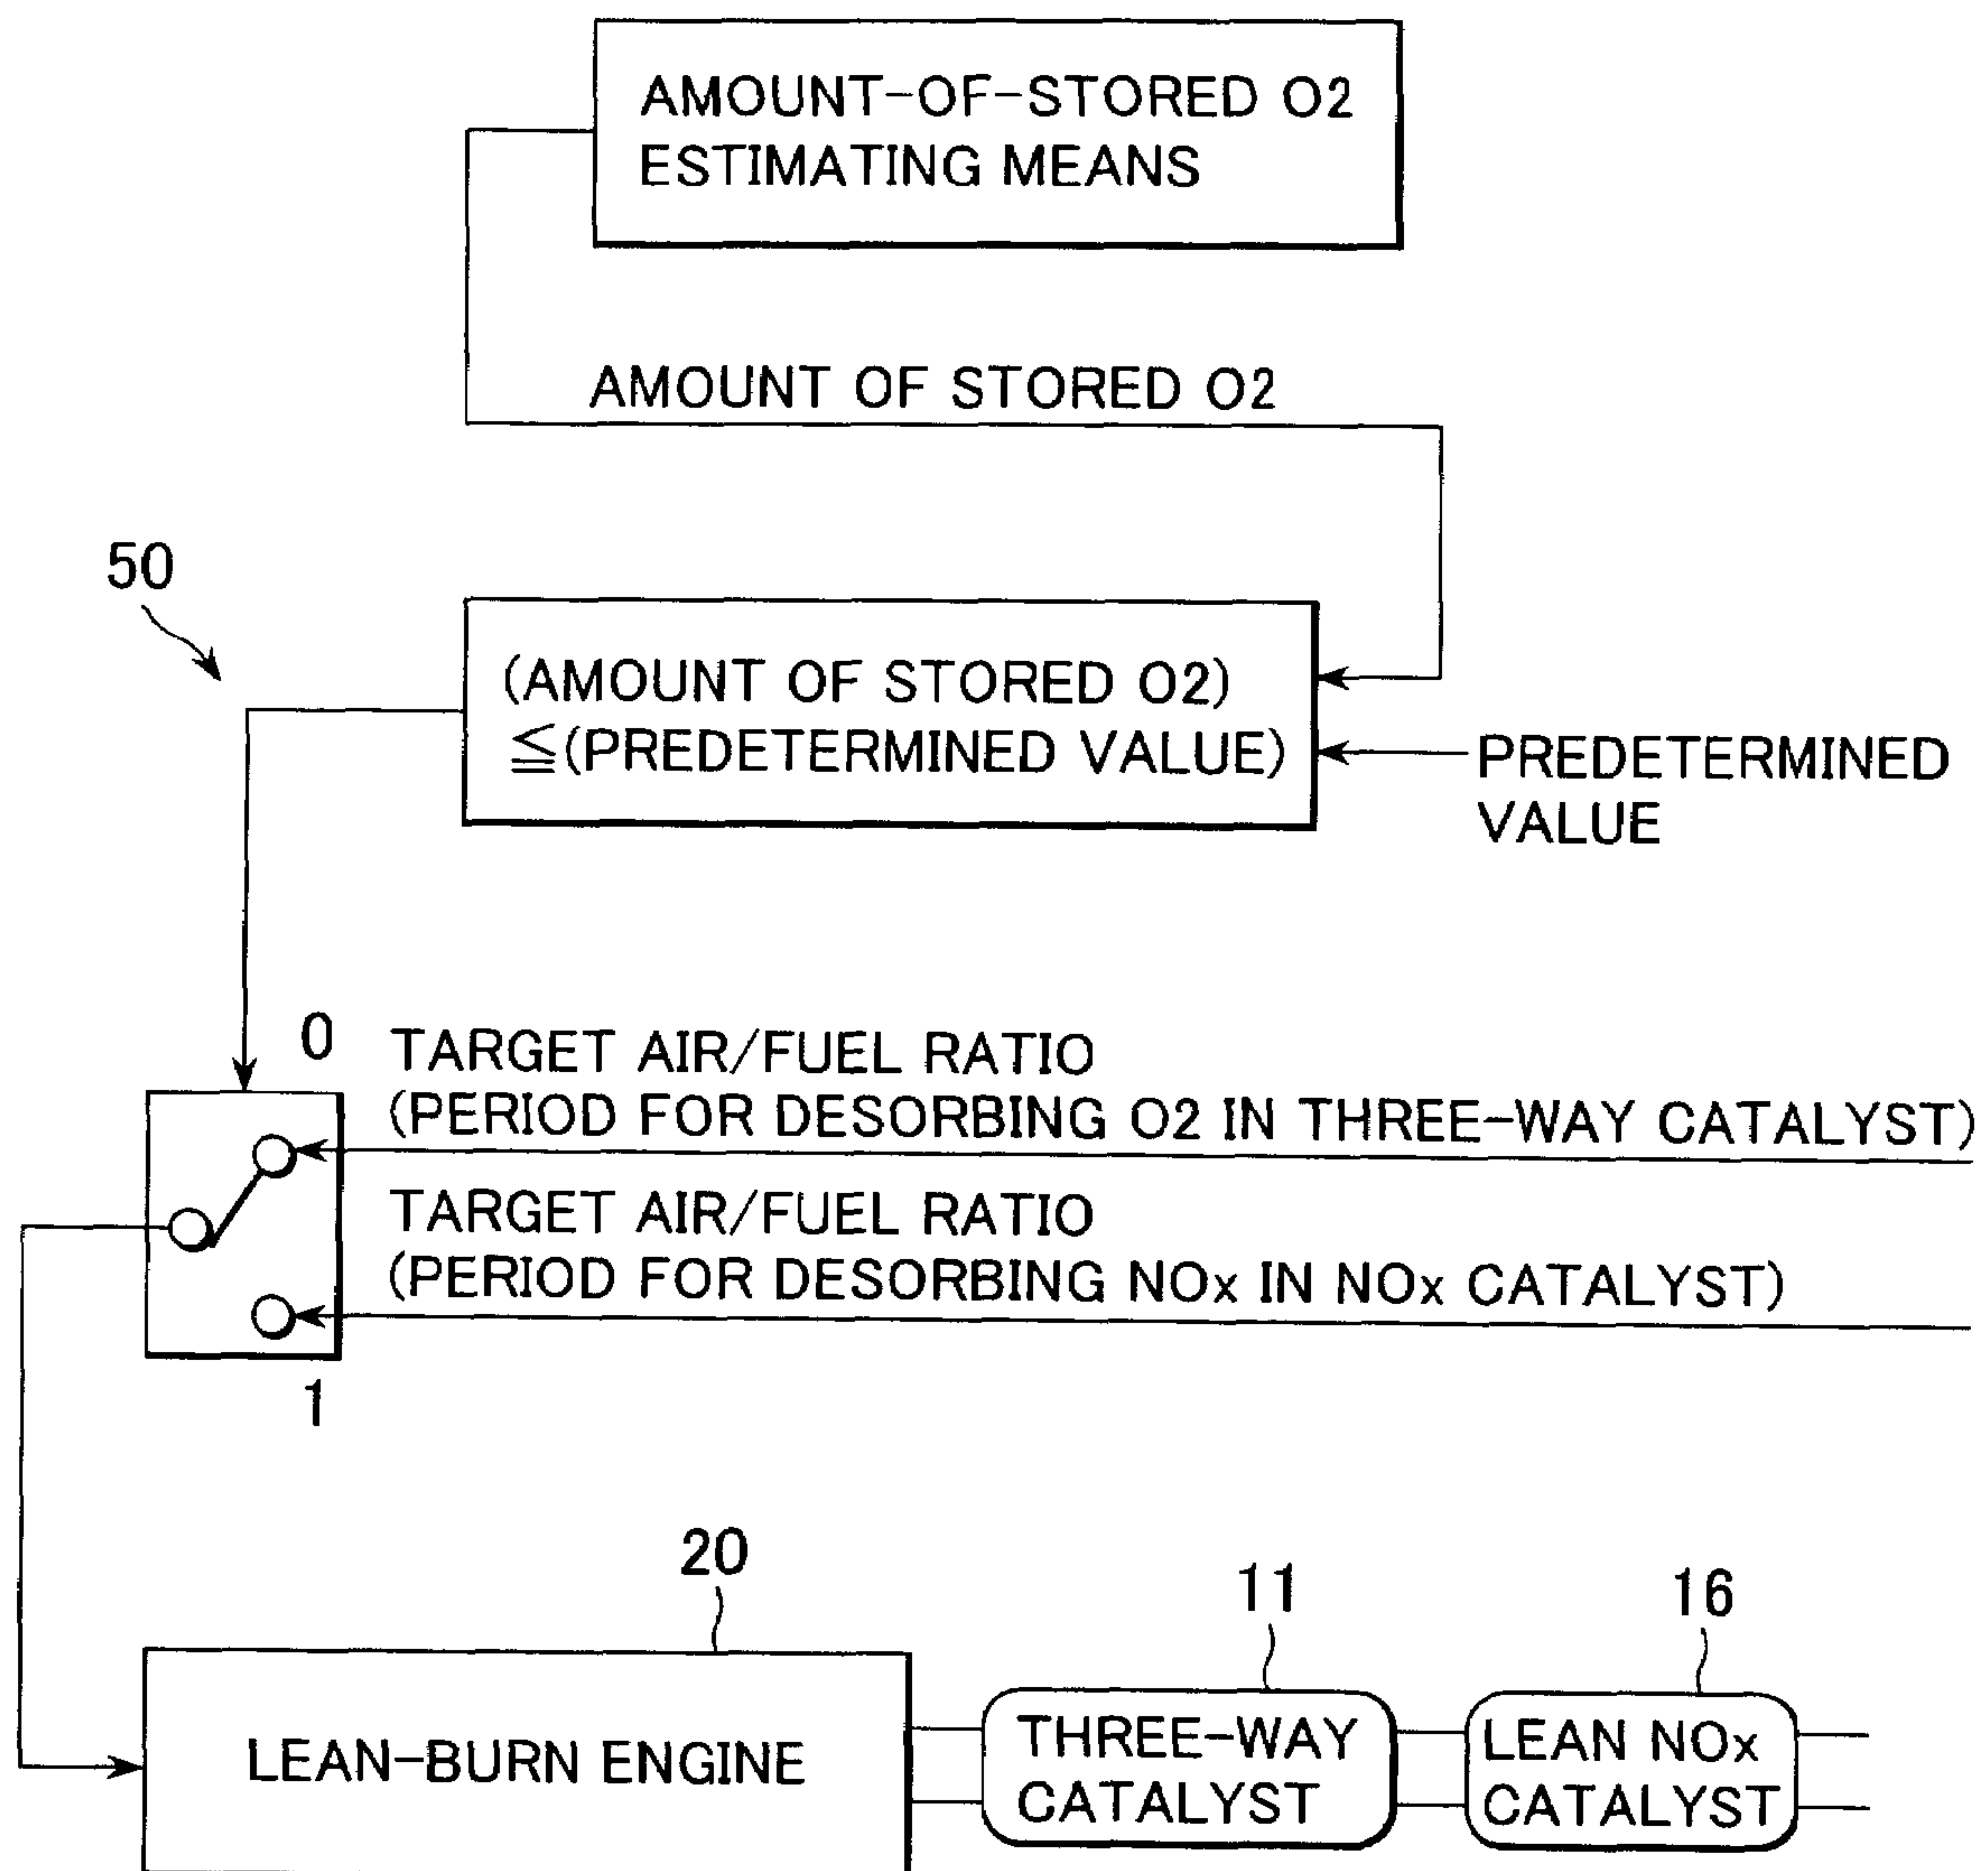 AMOUNT-OF-STORED O2
ESTIMATING MEANS
AMOUNT OF STORED O2
50
(AMOUNT OF STORED O2)
≦(PREDETERMINED VALUE)
PREDETERMINED
VALUE
0
TARGET AIR/FUEL RATIO
(PERIOD FOR DESORBING O2 IN THREE-WAY CATALYST)
TARGET AIR/FUEL RATIO
(PERIOD FOR DESORBING NOx IN NOx CATALYST)
1
20
11
16
LEAN-BURN ENGINE
THREE-WAY
CATALYST
LEAN NOx
CATALYST